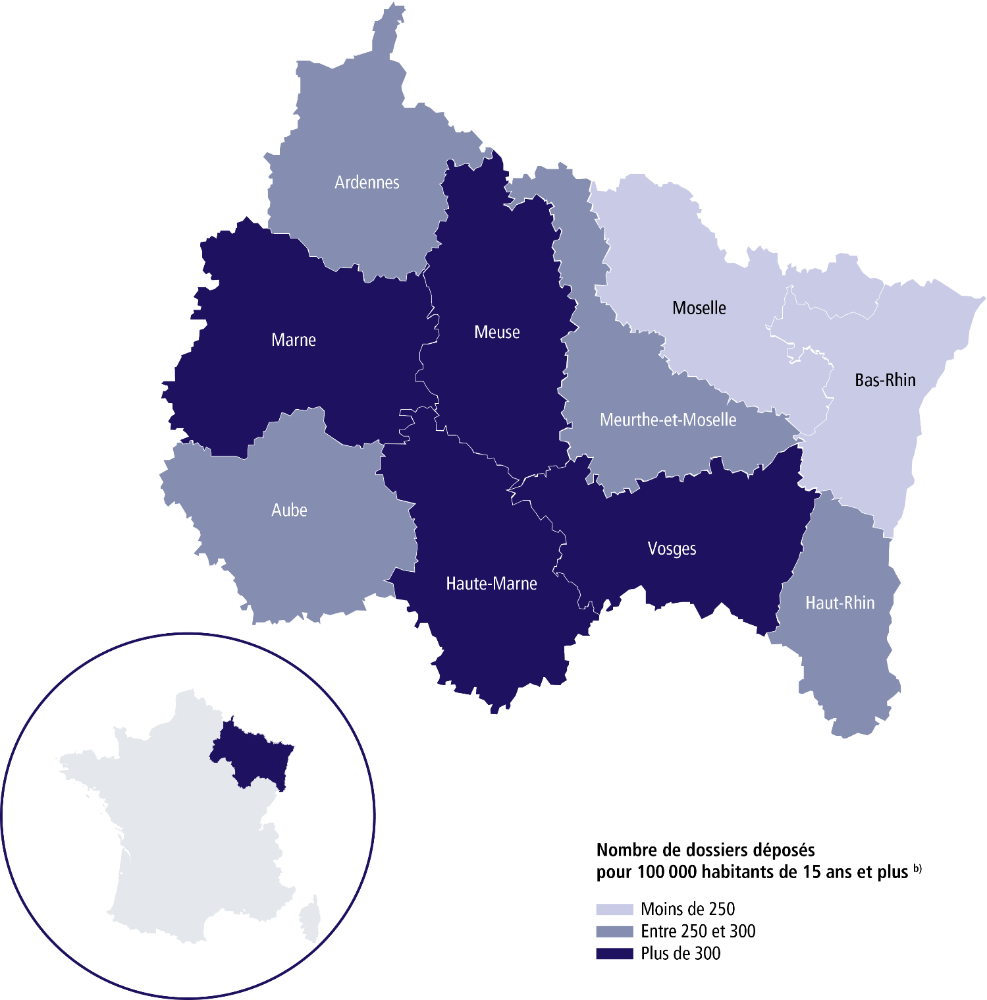 Ardennes
Moselle
Meuse
Marne
Bas-Rhin
Meurthe-et-Moselle
Aube
Vosges
Haute-Marne
Haut-Rhin
Nombre de dossiers déposés
pour 100 000 habitants de 15 ans et plus b)
Moins de 250
Entre 250 et 300
Plus de 300